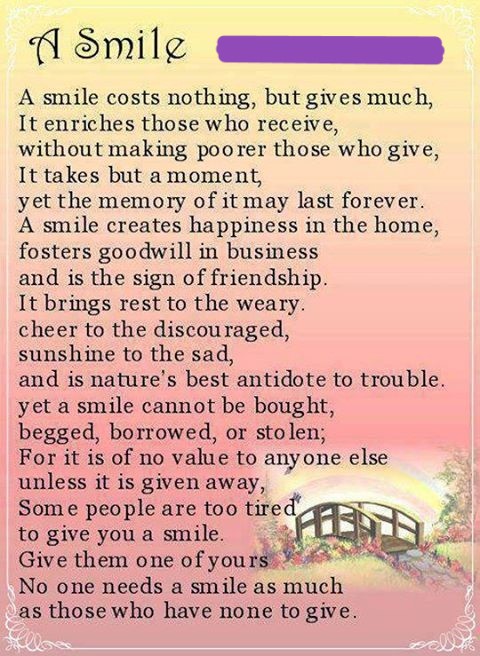 A Smile
A smile costs nothing, but gives much,
It enriches those who receive,
without making poorer those who give,
It takes but a moment,
yet the memory of it may last forever.
A smile creates happiness in the home,
fosters goodwill in business
and is the sign of friendship.
It brings rest to the weary.
cheer to the discouraged,
sunshine to the sad,
and is nature's best antidote to trouble.
yet a smile cannot be bought,
begged, borrowed, or stolen;
For it is of no value to anyone else
unless it is given away,
Some people are too tired
to give you a smile.
Give them one of yours
No one needs a smile as much
as those who have none to give.